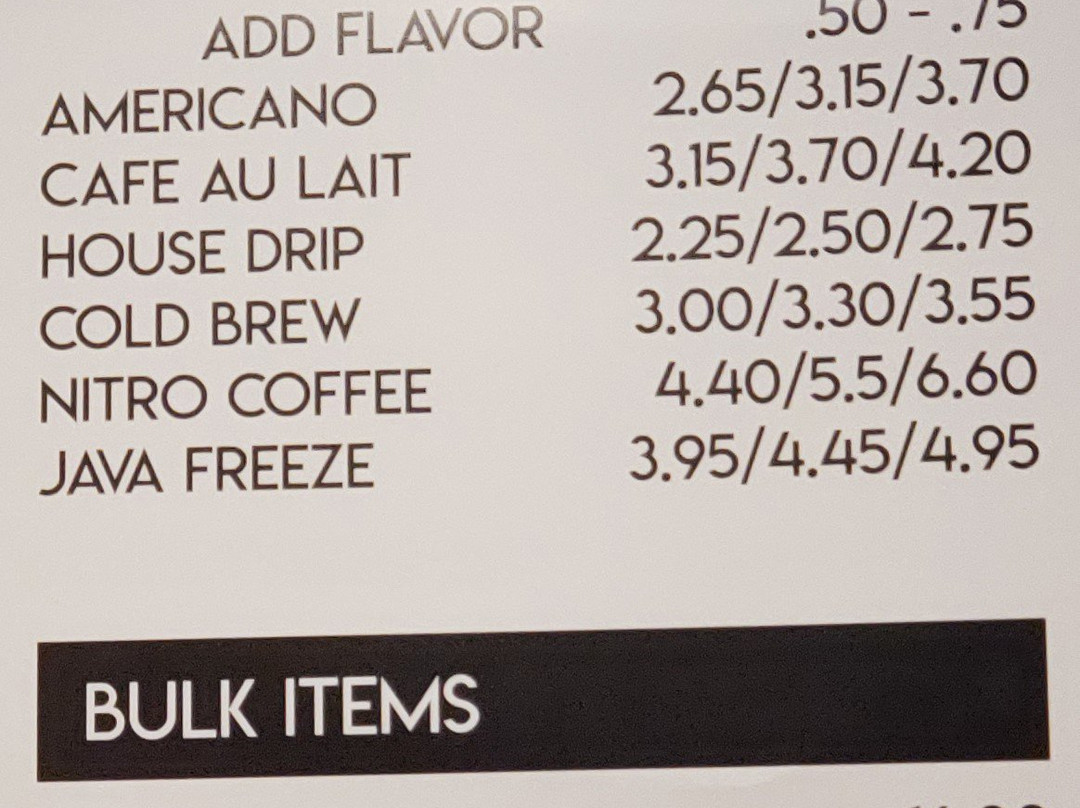 ADD FLAVOR .50 - .75
AMERICANO 2.65/3.15/3.70
CAFE AU LAIT 3.15/3.70/4.20
HOUSE DRIP 2.25/2.50/2.75
COLD BREW 3.00/3.30/3.55
NITRO COFFEE 4.40/5.5/6.60
JAVA FREEZE 3.95/4.45/4.95
BULK ITEMS